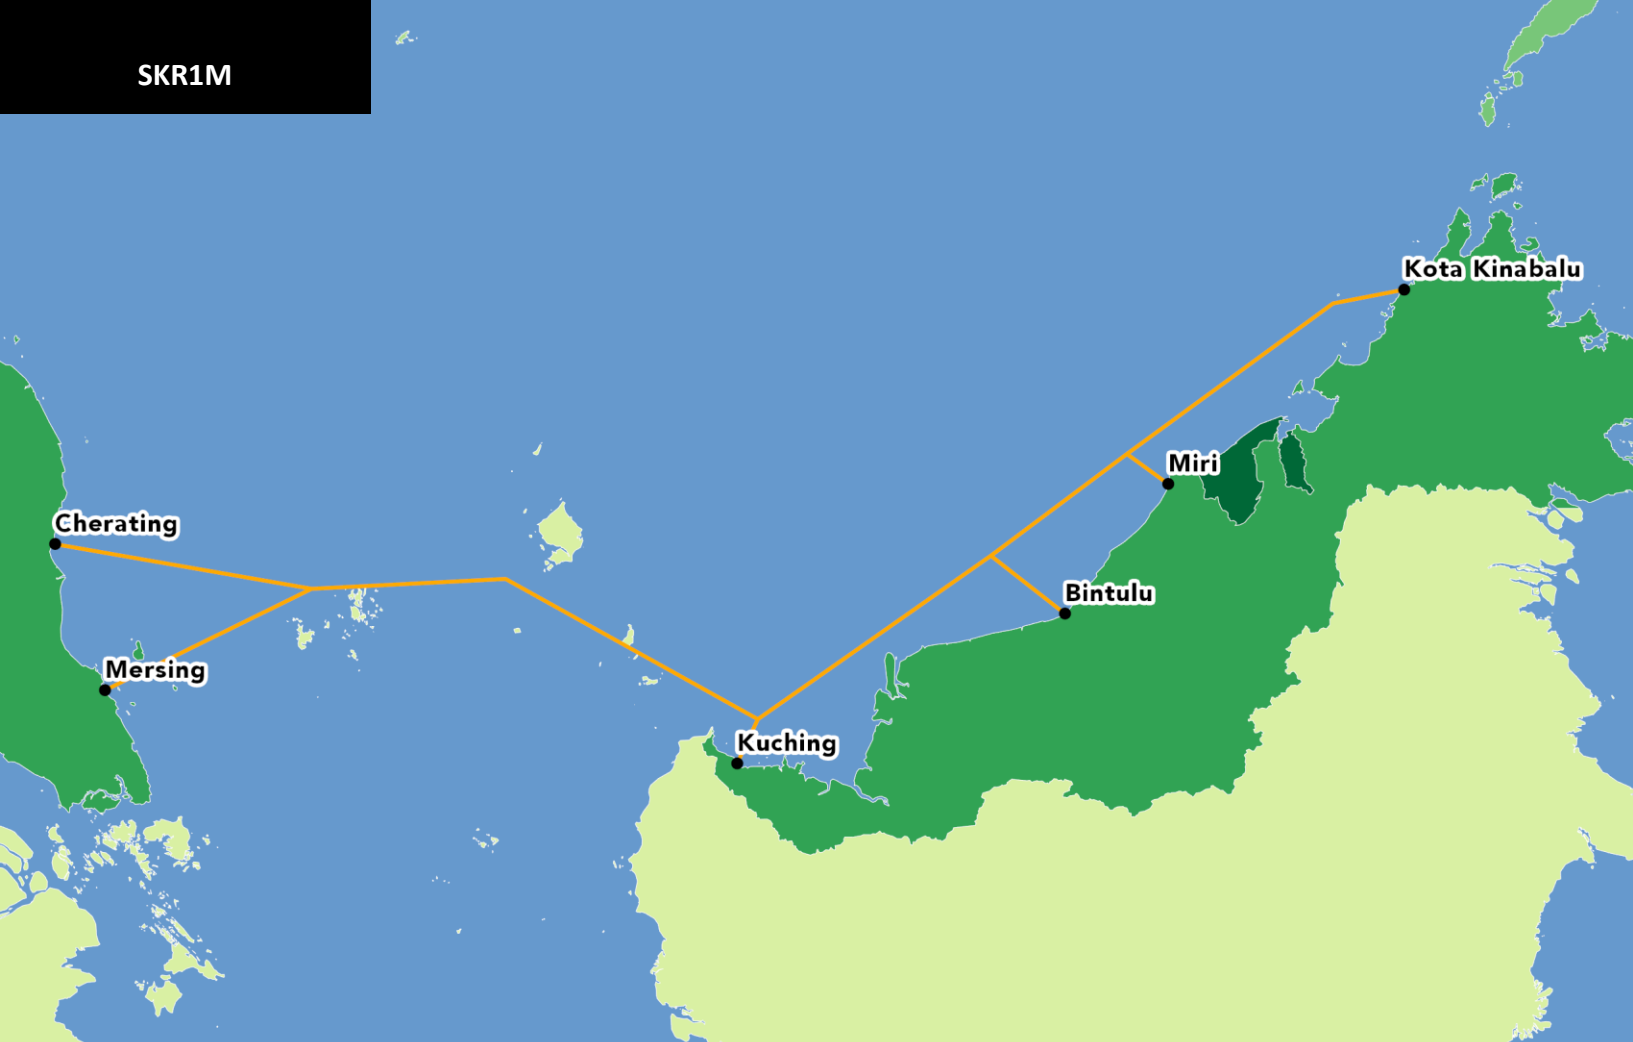 SKR1M
Kota Kinabalu
Miri
Cherating
Bintulu
Mersing
Kuching